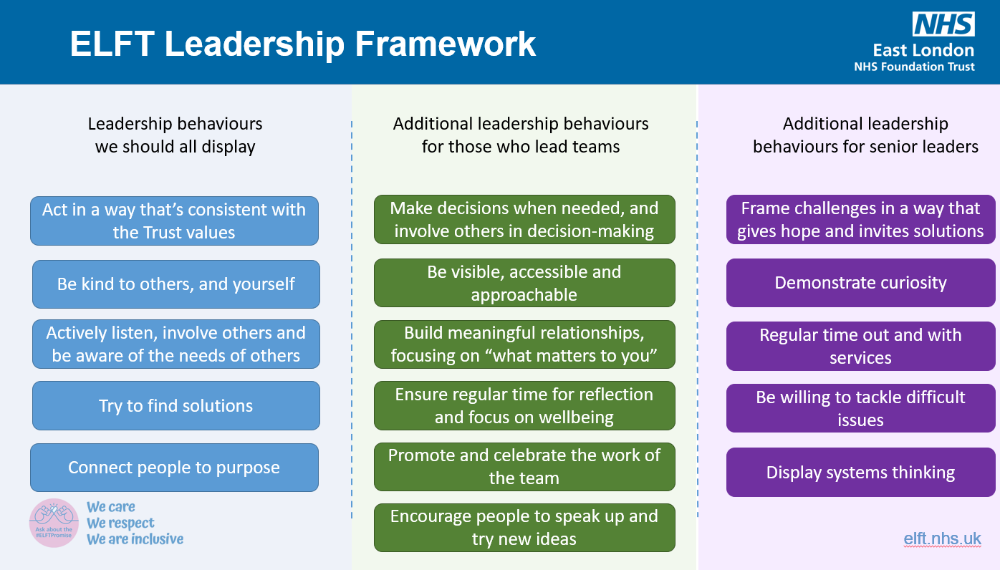 ELFT Leadership Framework
NHS
East London
NHS Foundation Trust
Leadership behaviours
we should all display
Act in a way that’s consistent with
the Trust values
Be kind to others, and yourself
Actively listen, involve others and
be aware of the needs of others
Try to find solutions
Connect people to purpose
Ask about the
#ELFTPromise
We care
We respect
We are inclusive
Additional leadership behaviours
for those who lead teams
Make decisions when needed, and
involve others in decision-making
Be visible, accessible and
approachable
Build meaningful relationships,
focusing on “what matters to you”
Ensure regular time for reflection
and focus on wellbeing
Promote and celebrate the work of
the team
Encourage people to speak up and
try new ideas
Additional leadership
behaviours for senior leaders
Frame challenges in a way that
gives hope and invites solutions
Demonstrate curiosity
Regular time out and with
services
Be willing to tackle difficult
issues
Display systems thinking
elft.nhs.uk